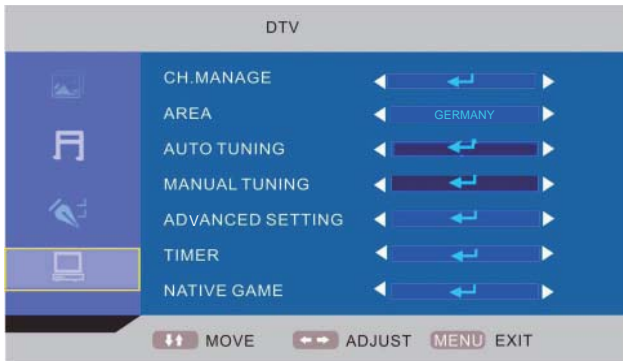 DTV
CH.MANAGE
AREA GERMANY
AUTO TUNING
MANUAL TUNING
ADVANCED SETTING
TIMER
NATIVE GAME
MOVE ADJUST MENU EXIT